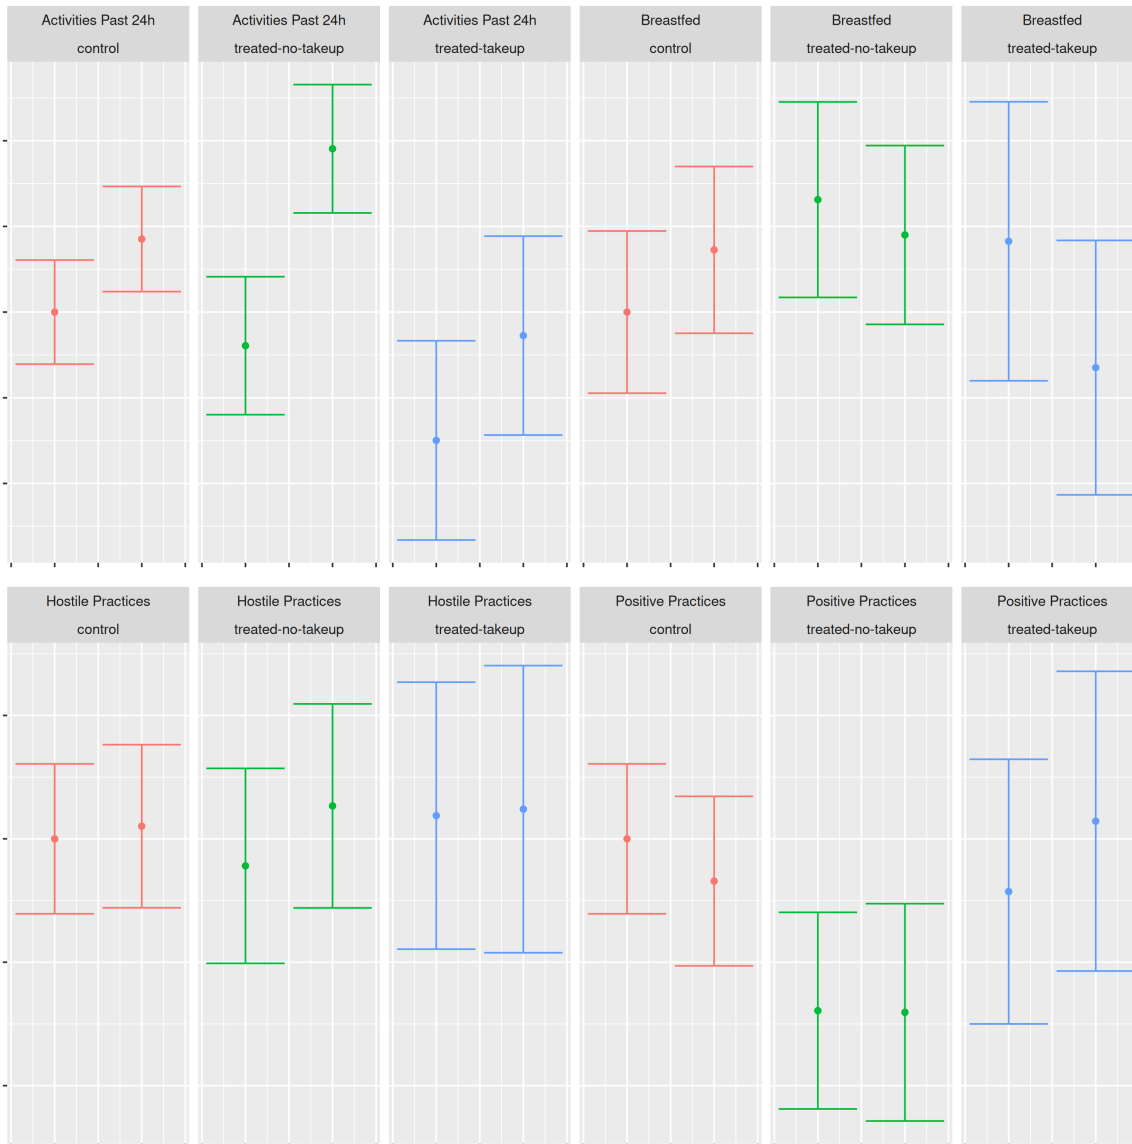 Activities Past 24h
control
Activities Past 24h
treated-no-takeup
Activities Past 24h
treated-takeup
Breastfed
control
Breastfed
treated-no-takeup
Breastfed
treated-takeup
Hostile Practices
control
Hostile Practices
treated-no-takeup
Hostile Practices
treated-takeup
Positive Practices
control
Positive Practices
treated-no-takeup
Positive Practices
treated-takeup